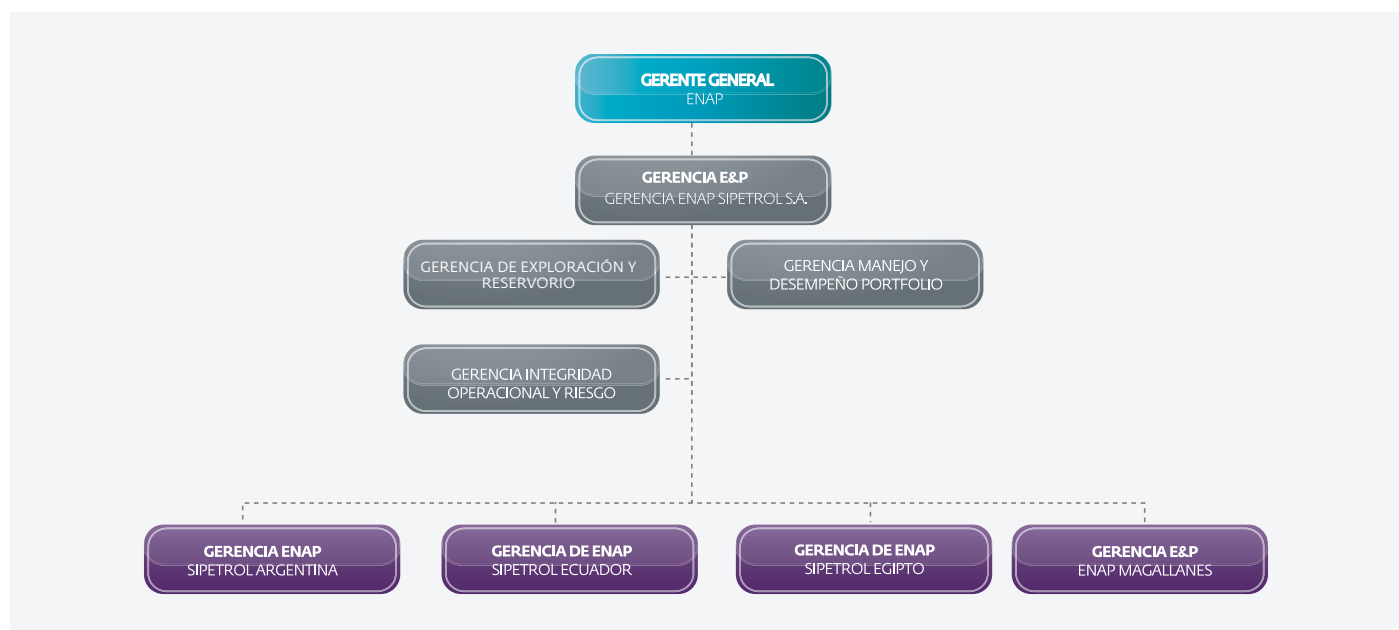 GERENTE GENERAL
ENAP
GERENCIA E&P
GERENCIA ENAP SIPETROL S.A.
GERENCIA DE EXPLORACIÓN Y
RESERVORIO
GERENCIA MANEJO Y
DESEMPEÑO PORTFOLIO
GERENCIA INTEGRIDAD
OPERACIONAL Y RIESGO
GERENCIA ENAP
SIPETROL ARGENTINA
GERENCIA DE ENAP
SIPETROL ECUADOR
GERENCIA DE ENAP
SIPETROL EGIPTO
GERENCIA E&P
ENAP MAGALLANES